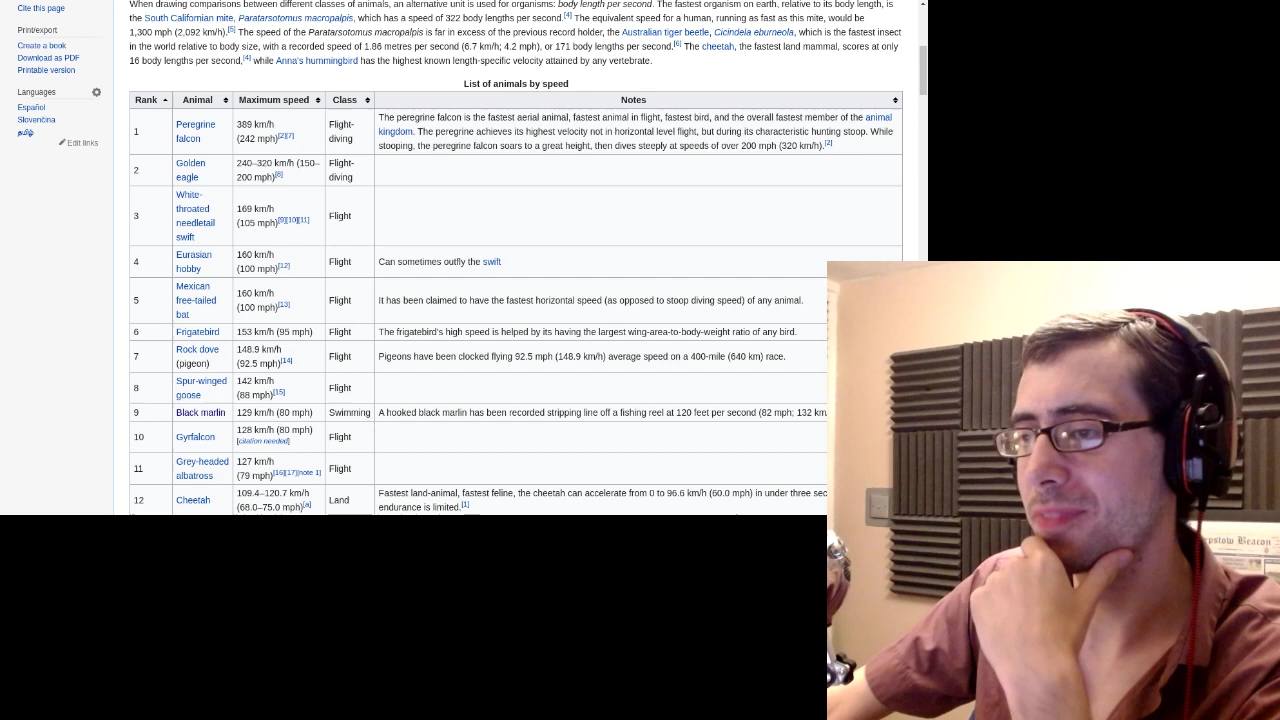 When drawing comparisons between different classes of animals, an alternative unit is used for organisms: body length per second. The fastest organism on earth, relative to its body length, is
the South Californian mite, Paratarsotomus macropalpis, which has a speed of 322 body lengths per second.[4] The equivalent speed for a human, running as fast as this mite, would be
1,300 mph (2,092 km/h).[5] The speed of the Paratarsotomus macropalpis is far in excess of the previous record holder, the Australian tiger beetle, Cicindela eburneola, which is the fastest insect
in the world relative to body size, with a recorded speed of 1.86 metres per second (6.7 km/h; 4.2 mph), or 171 body lengths per second.[6] The cheetah, the fastest land mammal, scores at only
16 body lengths per second,[4] while Anna's hummingbird has the highest known length-specific velocity attained by any vertebrate.
Cite this page
Print/export
Create a book
Download as PDF
Printable version
Languages
Español
Slovenčina
தமிழ்
Edit links
List of animals by speed
Rank Animal Maximum speed Class Notes
1 Peregrine falcon 389 km/h (242 mph)[2][7] Flight-diving The peregrine falcon is the fastest aerial animal, fastest animal in flight, fastest bird, and the overall fastest member of the animal
kingdom. The peregrine achieves its highest velocity not in horizontal level flight, but during its characteristic hunting stoop. While
stooping, the peregrine falcon soars to a great height, then dives steeply at speeds of over 200 mph (320 km/h).[2]
2 Golden eagle 240–320 km/h (150–200 mph)[8] Flight-diving
3 White-throated needletail swift 169 km/h (105 mph)[9][10][11] Flight
4 Eurasian hobby 160 km/h (100 mph)[12] Flight Can sometimes outfly the swift
5 Mexican free-tailed bat 160 km/h (100 mph)[13] Flight It has been claimed to have the fastest horizontal speed (as opposed to stoop diving speed) of any animal.
6 Frigatebird 153 km/h (95 mph) Flight The frigatebird's high speed is helped by its having the largest wing-area-to-body-weight ratio of any bird.
7 Rock dove (pigeon) 148.9 km/h (92.5 mph)[14] Flight Pigeons have been clocked flying 92.5 mph (148.9 km/h) average speed on a 400-mile (640 km) race.
8 Spur-winged goose 142 km/h (88 mph)[15] Flight
9 Black marlin 129 km/h (80 mph) Swimming A hooked black marlin has been recorded stripping line off a fishing reel at 120 feet per second (82 mph; 132 km
10 Gyrfalcon 128 km/h (80 mph) [citation needed] Flight
11 Grey-headed albatross 127 km/h (79 mph)[16][17][note 1] Flight
12 Cheetah 109.4–120.7 km/h (68.0–75.0 mph)[a] Land Fastest land-animal, fastest feline, the cheetah can accelerate from 0 to 96.6 km/h (60.0 mph) in under three sec
endurance is limited.[1]
Beacon